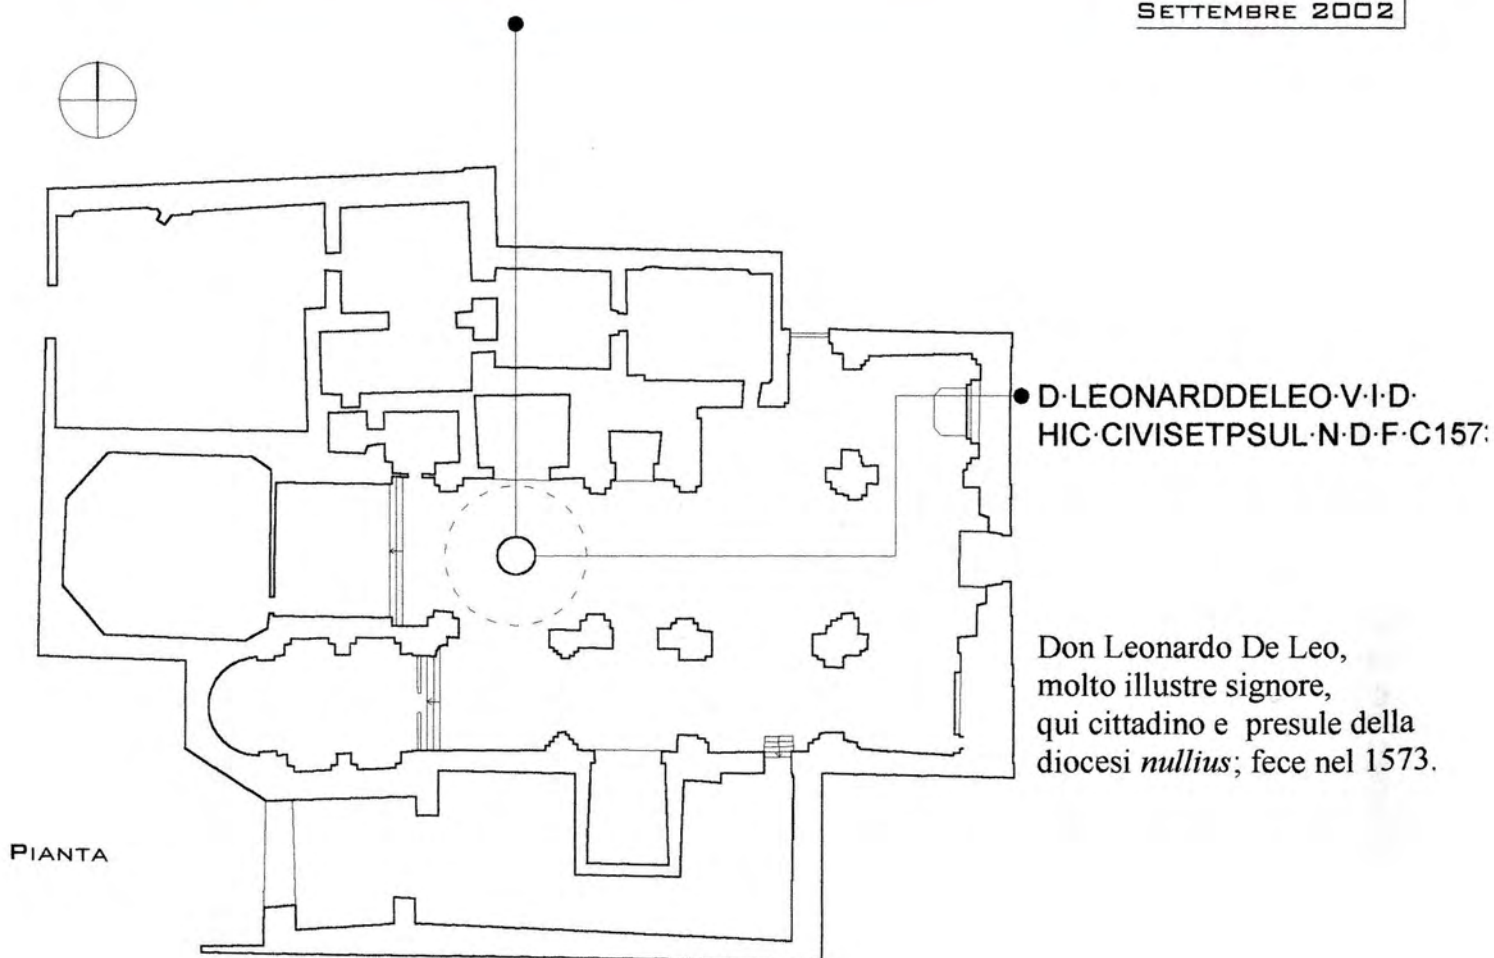 SETTEMBRE 2002
D·LEONARDDELEO·V·I·D·
HIC·CIVISETPSUL·N·D·F·C157
Don Leonardo De Leo,
molto illustre signore,
qui cittadino e presule della
diocesi nullius; fece nel 1573.
PIANTA